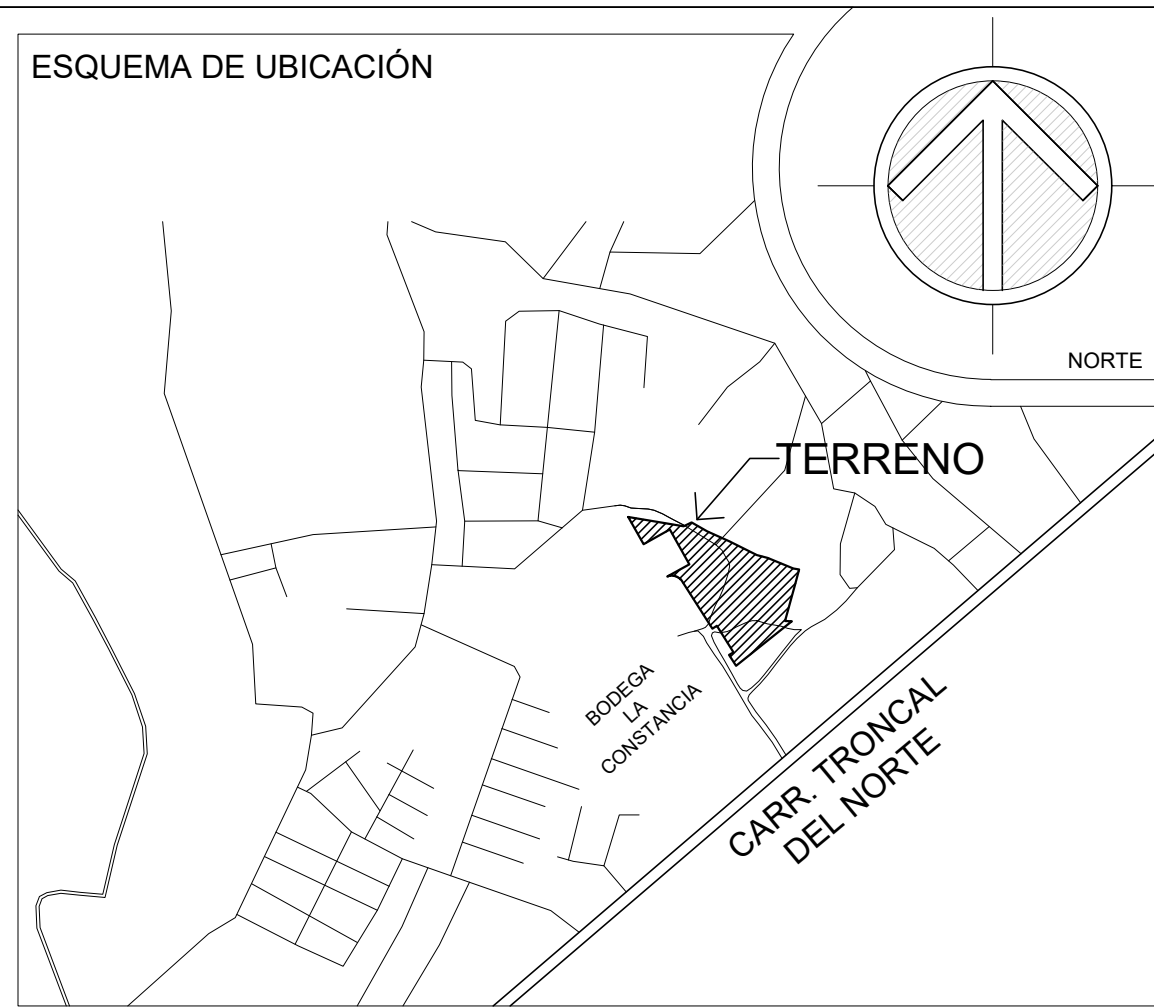 ESQUEMA DE UBICACIÓN
NORTE
TERRENO
BODEGA
LA
CONSTANCIA
CARR. TRONCAL
DEL NORTE